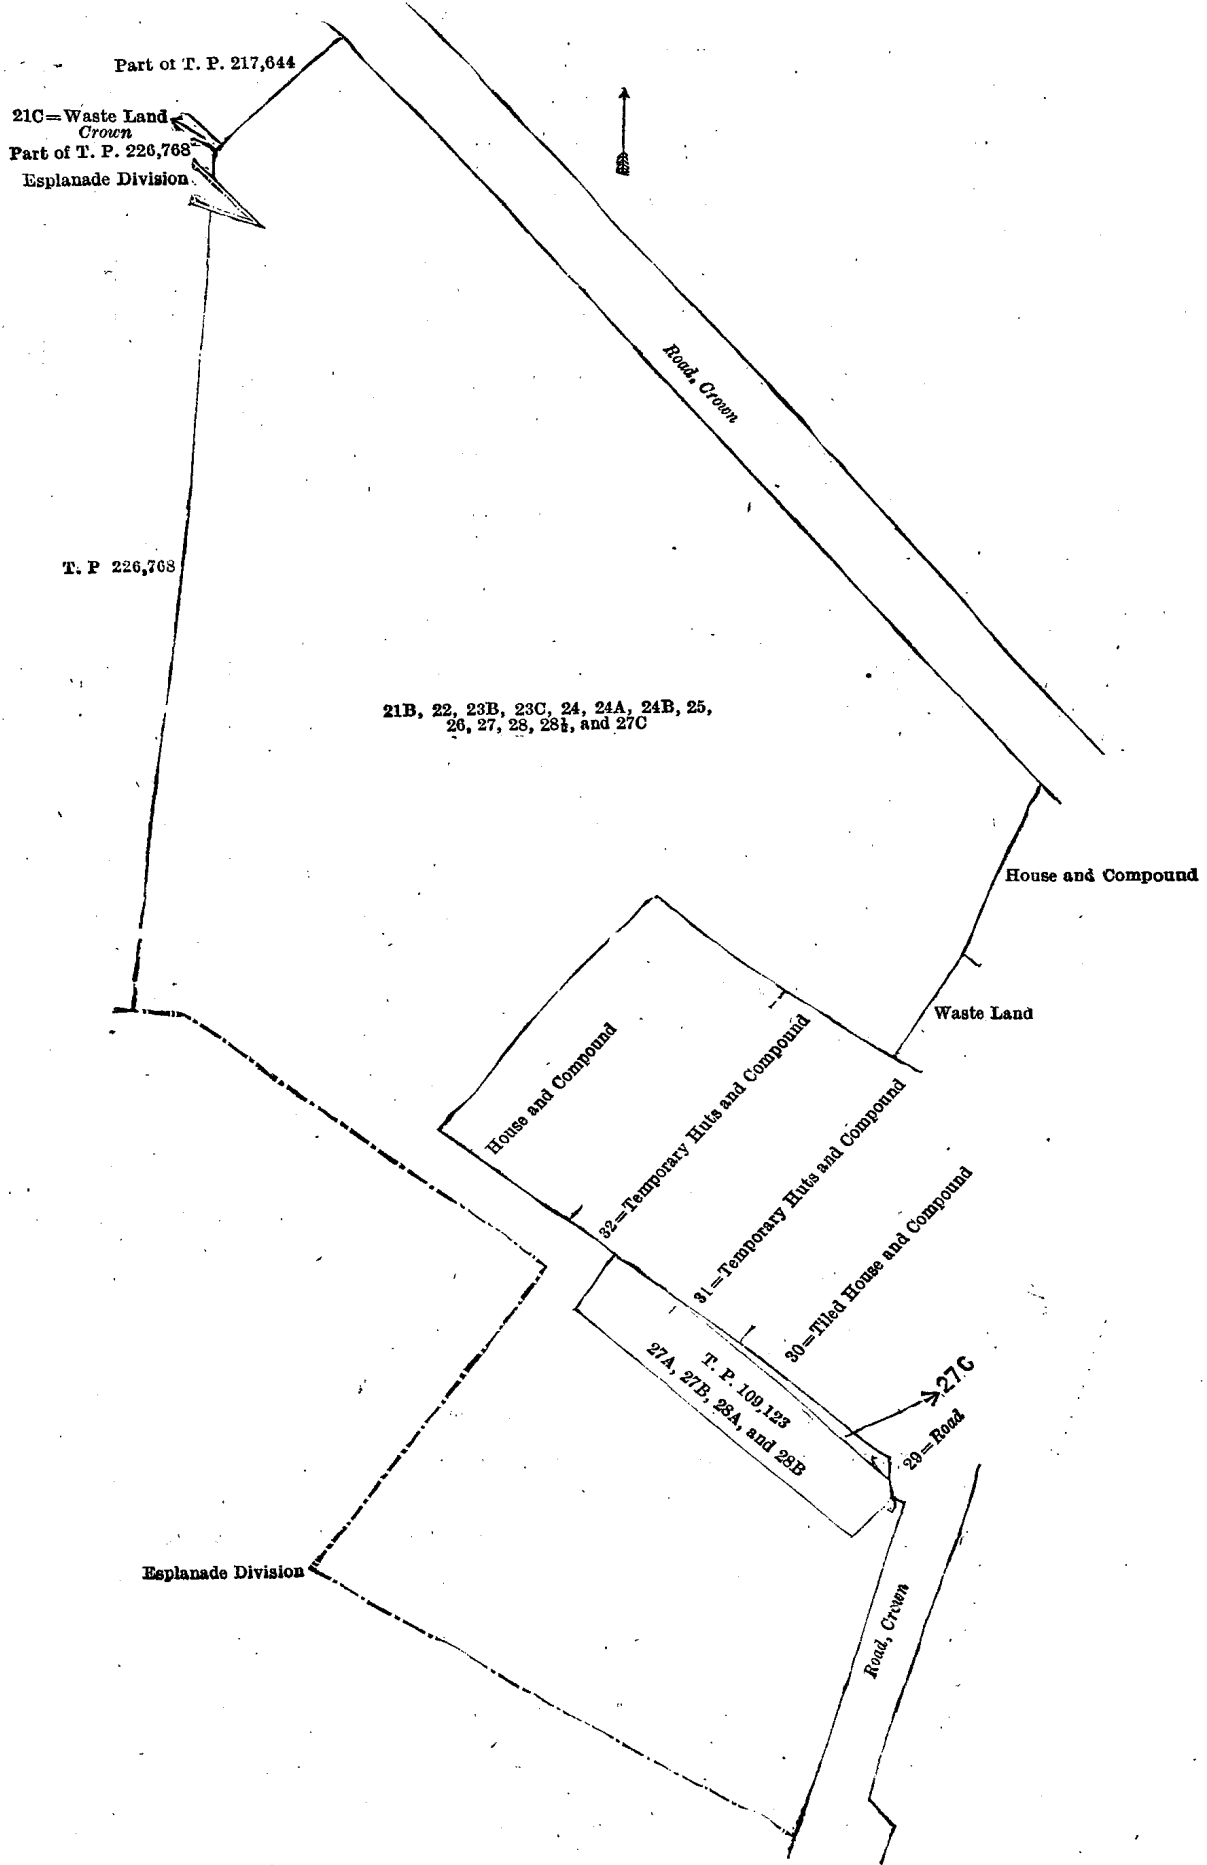 Part of T. P. 217,644
21C=Waste Land
Crown
Part of T. P. 226,768
Esplanade Division
Road, Crown
T. P 226,768
21B, 22, 23B, 23C, 24, 24A, 24B, 25,
26, 27, 28, 28½, and 27C
House and Compound
Waste Land
House and Compound
32=Temporary Huts and Compound
31=Temporary Huts and Compound
30=Tiled House and Compound
T. P. 109,123
27A, 27B, 28A, and 28B
27C
29=Road
Esplanade Division
Road, Crown